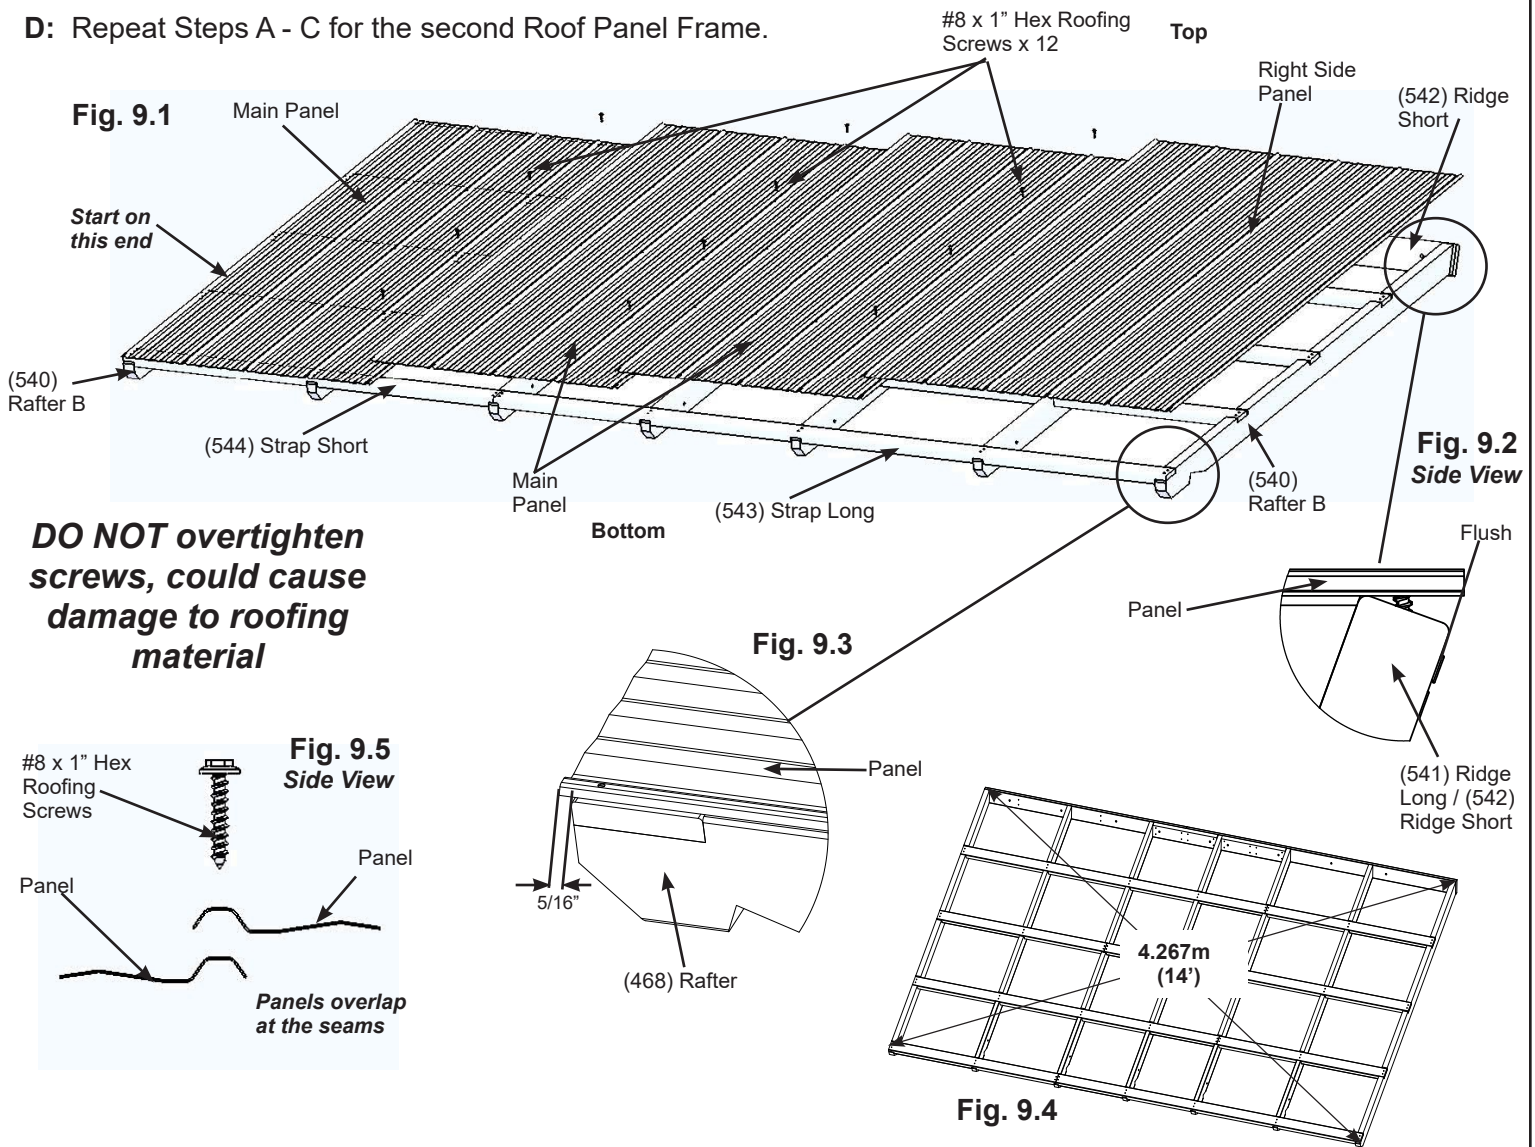 D: Repeat Steps A - C for the second Roof Panel Frame.
#8 x 1” Hex Roofing
Screws x 12
Top
Fig. 9.1
Main Panel
Right Side
Panel
(542) Ridge
Short
Start on
this end
(540)
Rafter B
(544) Strap Short
Main
Panel
Bottom
(543) Strap Long
(540)
Rafter B
Fig. 9.2
Side View
Flush
Panel
(541) Ridge
Long / (542)
Ridge Short
DO NOT overtighten
screws, could cause
damage to roofing
material
Fig. 9.3
Panel
5/16”
(468) Rafter
Fig. 9.5
Side View
#8 x 1” Hex
Roofing
Screws
Panel
Panel
Panels overlap
at the seams
4.267m
(14’)
Fig. 9.4